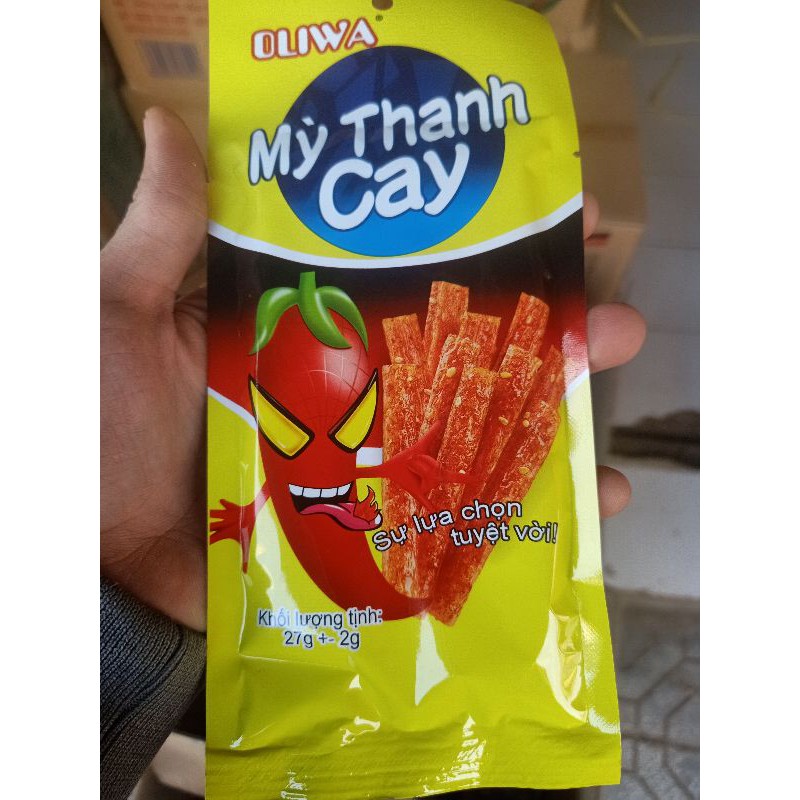 OLIWA®
Mỳ Thanh
Cay
Sự lựa chọn
tuyệt vời!
Khối lượng tịnh:
27g +- 2g